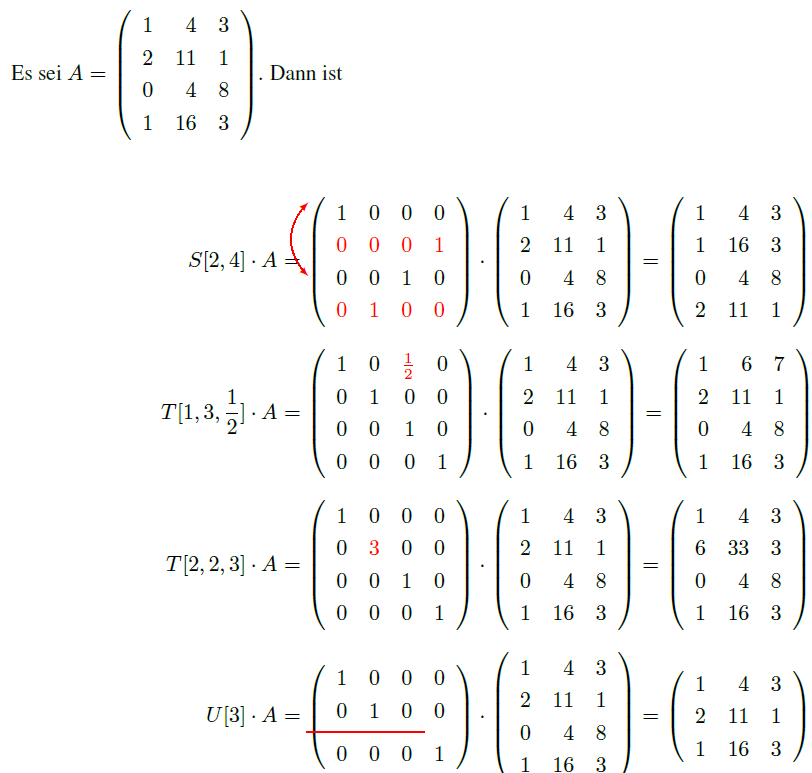 Es sei A = ( 1 4 3 ; 2 11 1 ; 0 4 8 ; 1 16 3 ) . Dann ist
S[2, 4] · A = ( 1 0 0 0 ; 0 0 0 1 ; 0 0 1 0 ; 0 1 0 0 ) · ( 1 4 3 ; 2 11 1 ; 0 4 8 ; 1 16 3 ) = ( 1 4 3 ; 1 16 3 ; 0 4 8 ; 2 11 1 )
T[1, 3, 1/2] · A = ( 1 0 1/2 0 ; 0 1 0 0 ; 0 0 1 0 ; 0 0 0 1 ) · ( 1 4 3 ; 2 11 1 ; 0 4 8 ; 1 16 3 ) = ( 1 6 7 ; 2 11 1 ; 0 4 8 ; 1 16 3 )
T[2, 2, 3] · A = ( 1 0 0 0 ; 0 3 0 0 ; 0 0 1 0 ; 0 0 0 1 ) · ( 1 4 3 ; 2 11 1 ; 0 4 8 ; 1 16 3 ) = ( 1 4 3 ; 6 33 3 ; 0 4 8 ; 1 16 3 )
U[3] · A = ( 1 0 0 0 ; 0 1 0 0 ; 0 0 0 1 ) · ( 1 4 3 ; 2 11 1 ; 0 4 8 ; 1 16 3 ) = ( 1 4 3 ; 2 11 1 ; 1 16 3 )